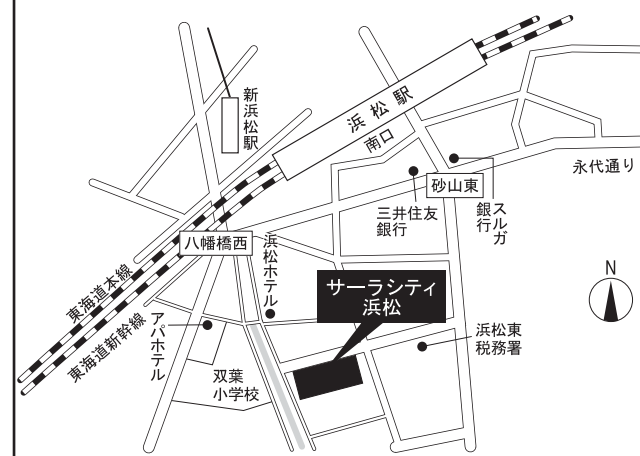 新浜松駅
浜松駅
南口
永代通り
砂山東
三井住友
銀行
スルガ
銀行
八幡橋西
浜松ホテル
サーラシティ
浜松
N
東海道本線
東海道新幹線
アパホテル
双葉
小学校
浜松東
税務署